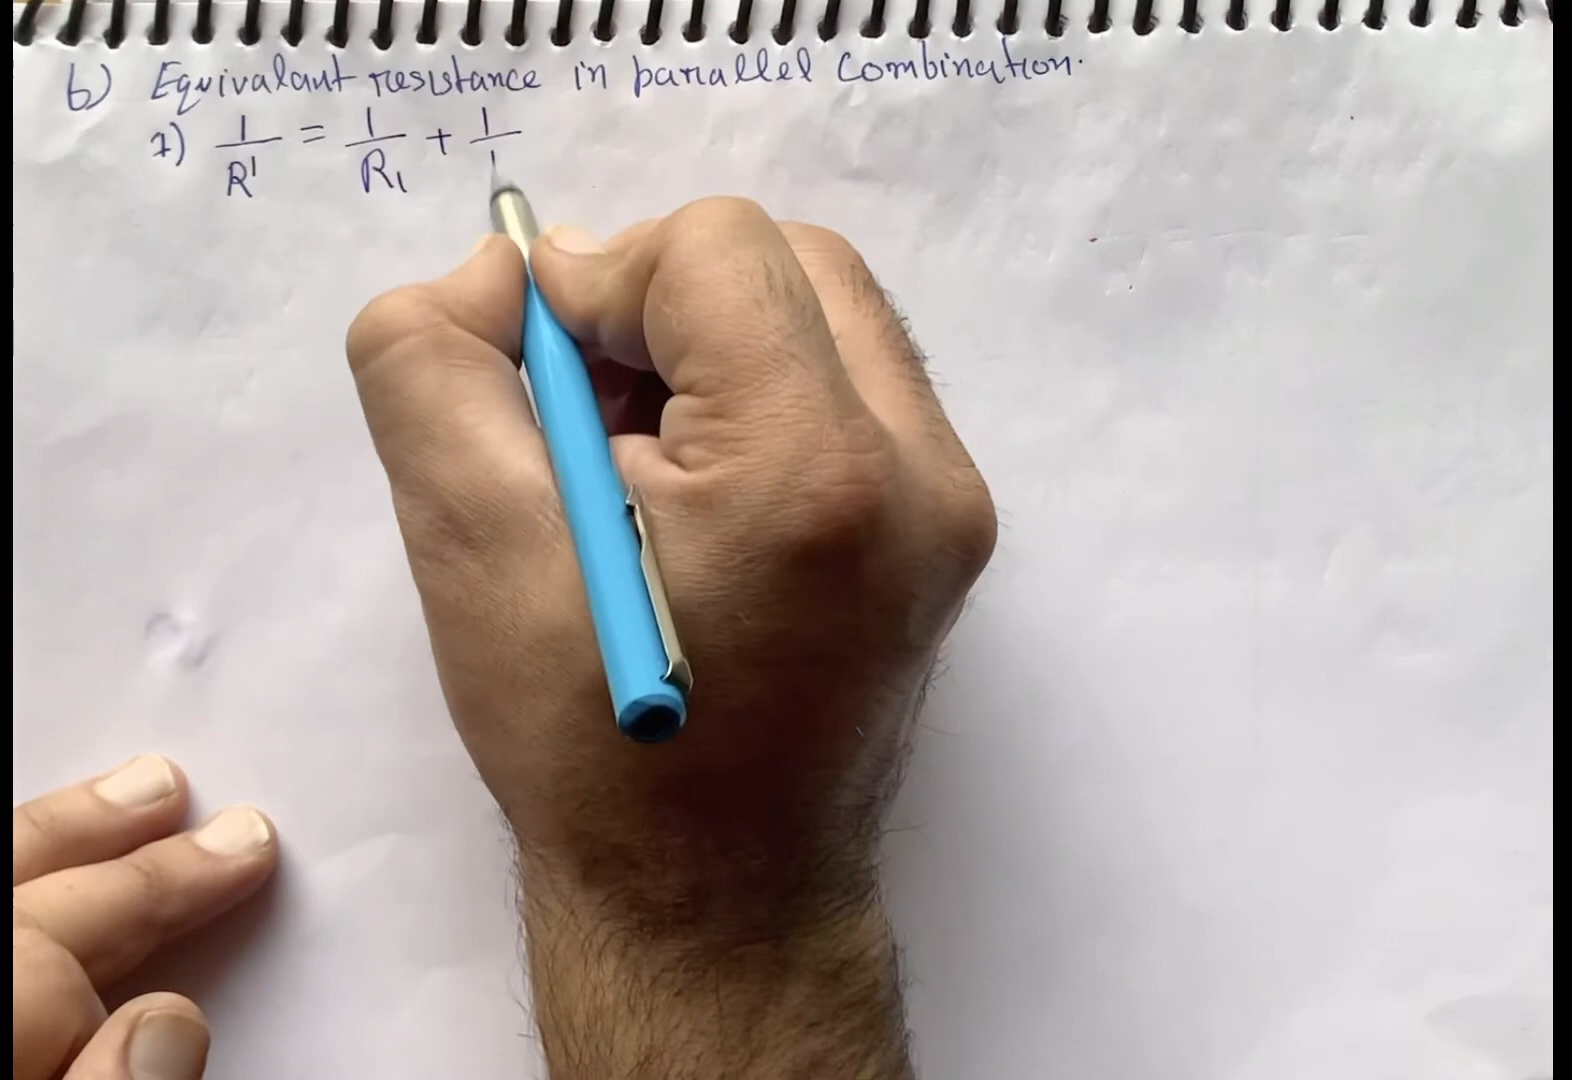 b) Equivalant resistance in parallel combination.
1) 1/R' = 1/R₁ + 1/